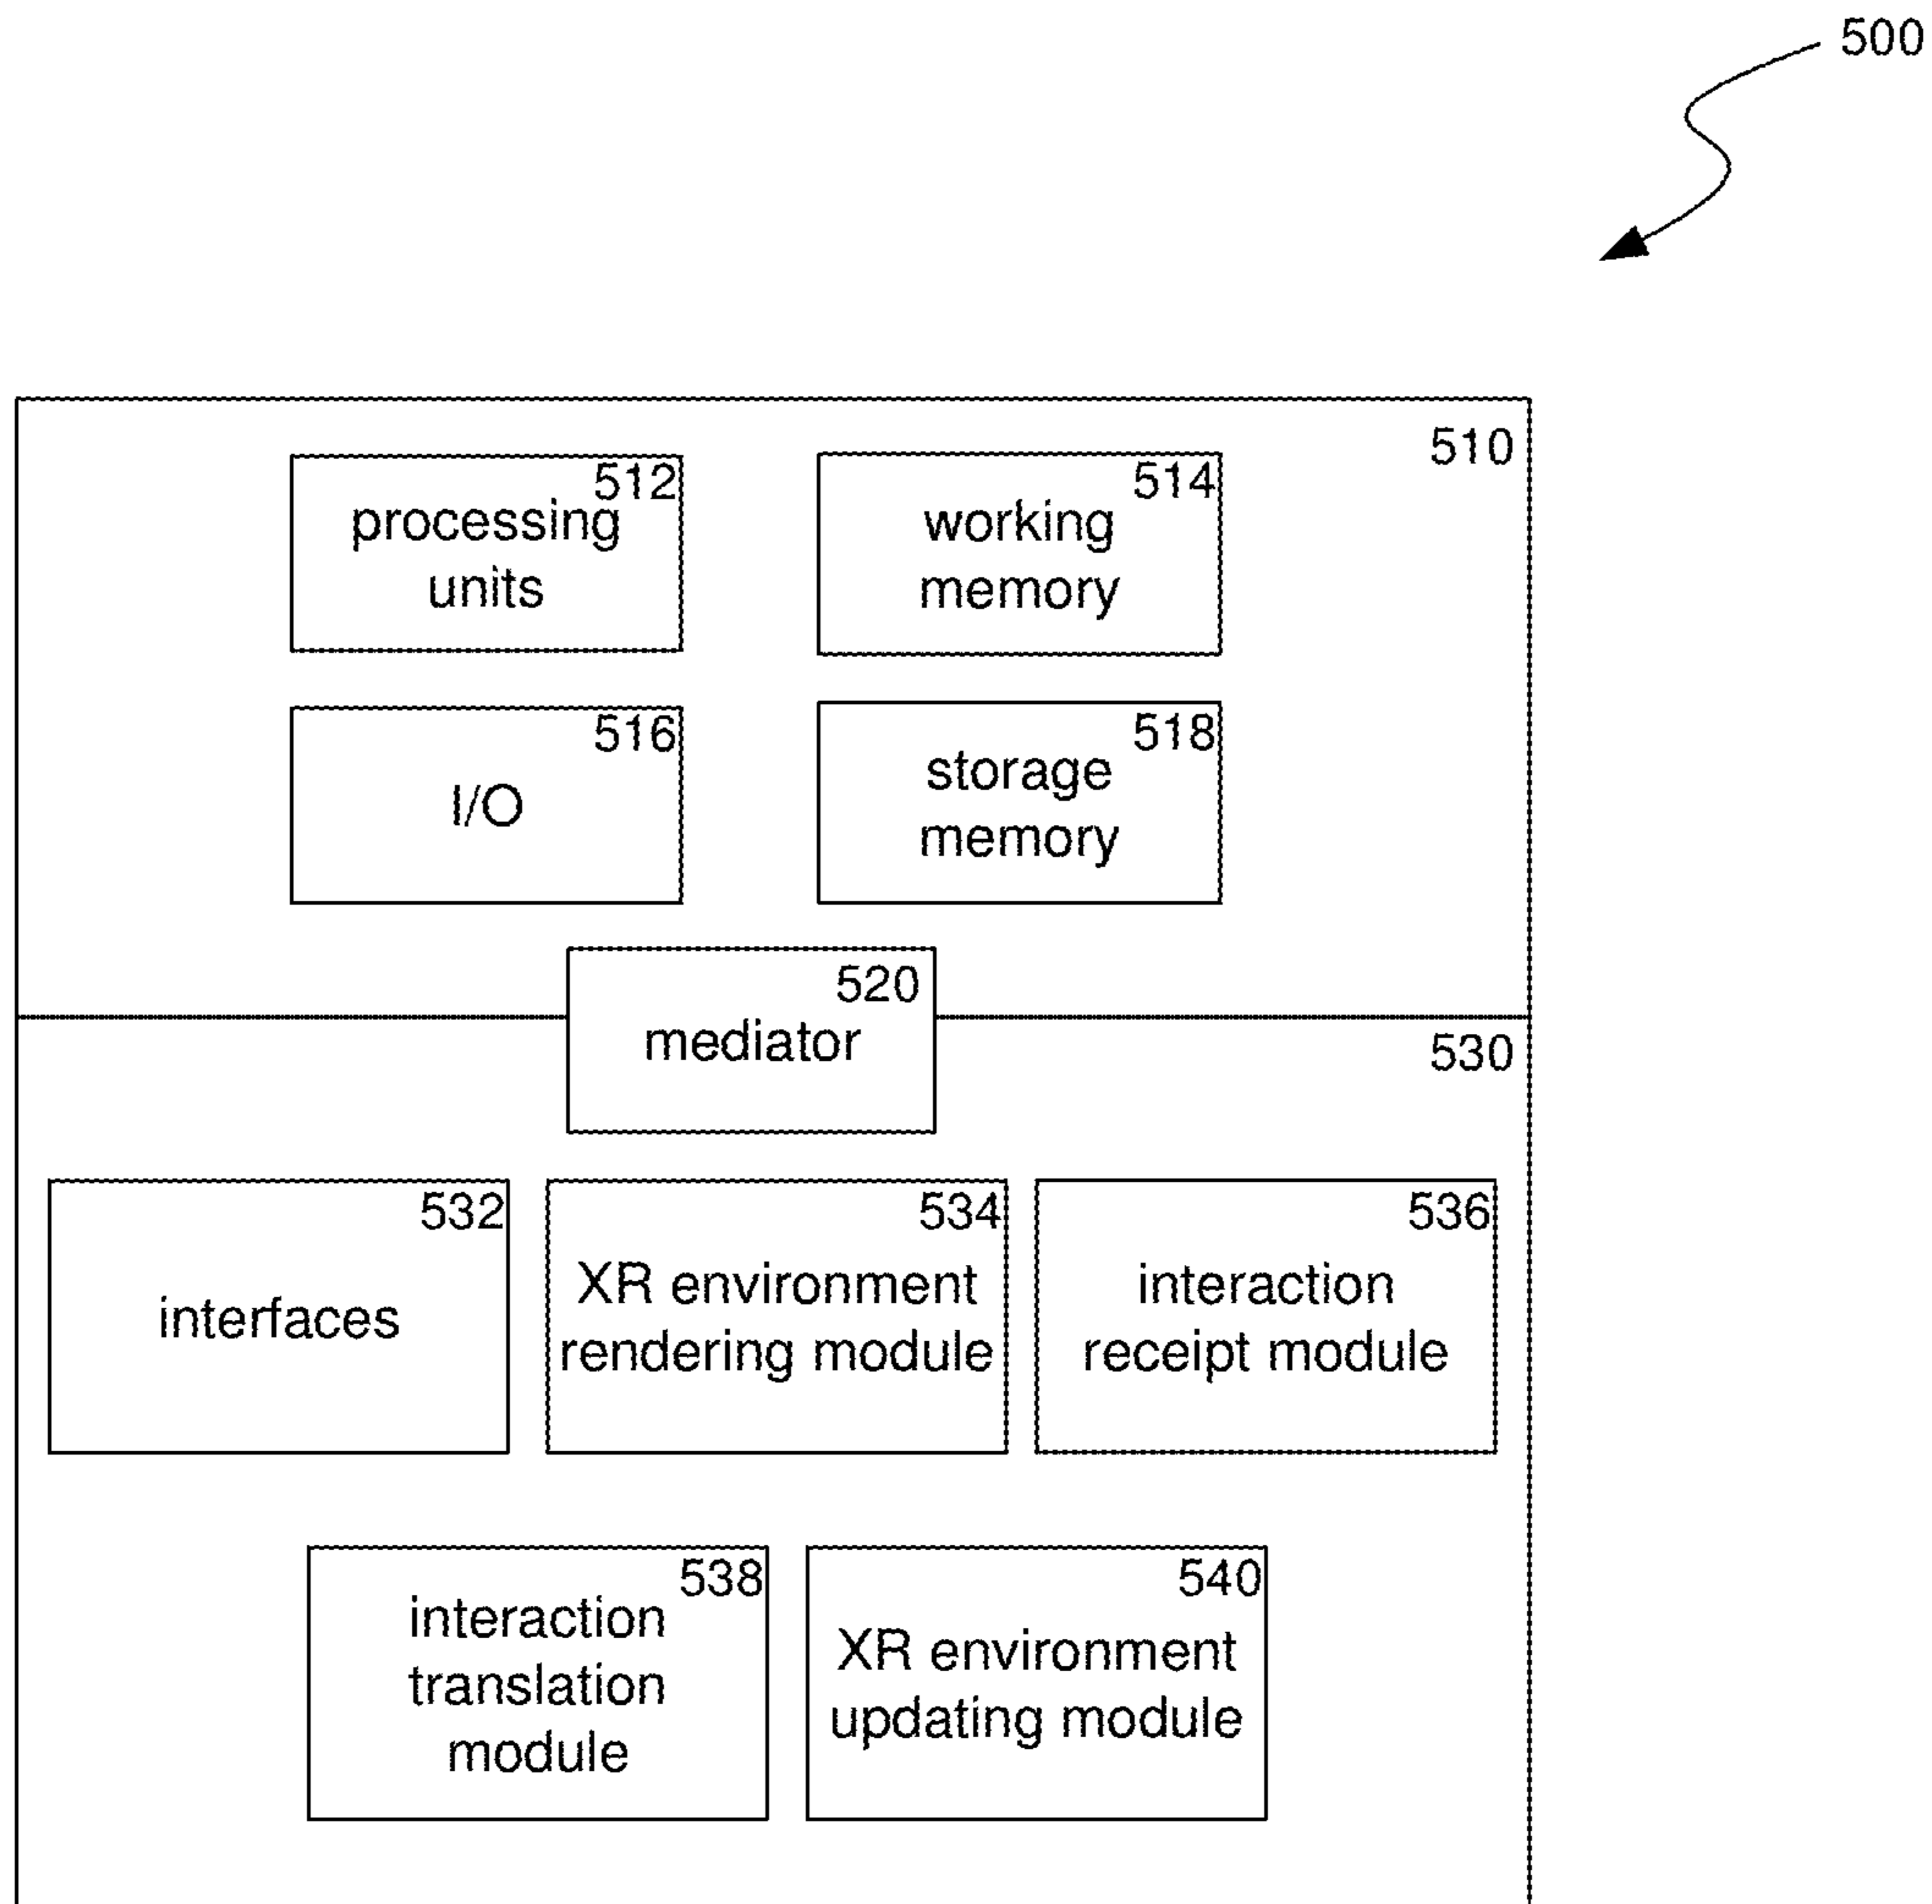 500
510
512
processing
units
514
working
memory
516
I/O
518
storage
memory
520
mediator
530
532
interfaces
534
XR environment
rendering module
536
interaction
receipt module
538
interaction
translation
module
540
XR environment
updating module